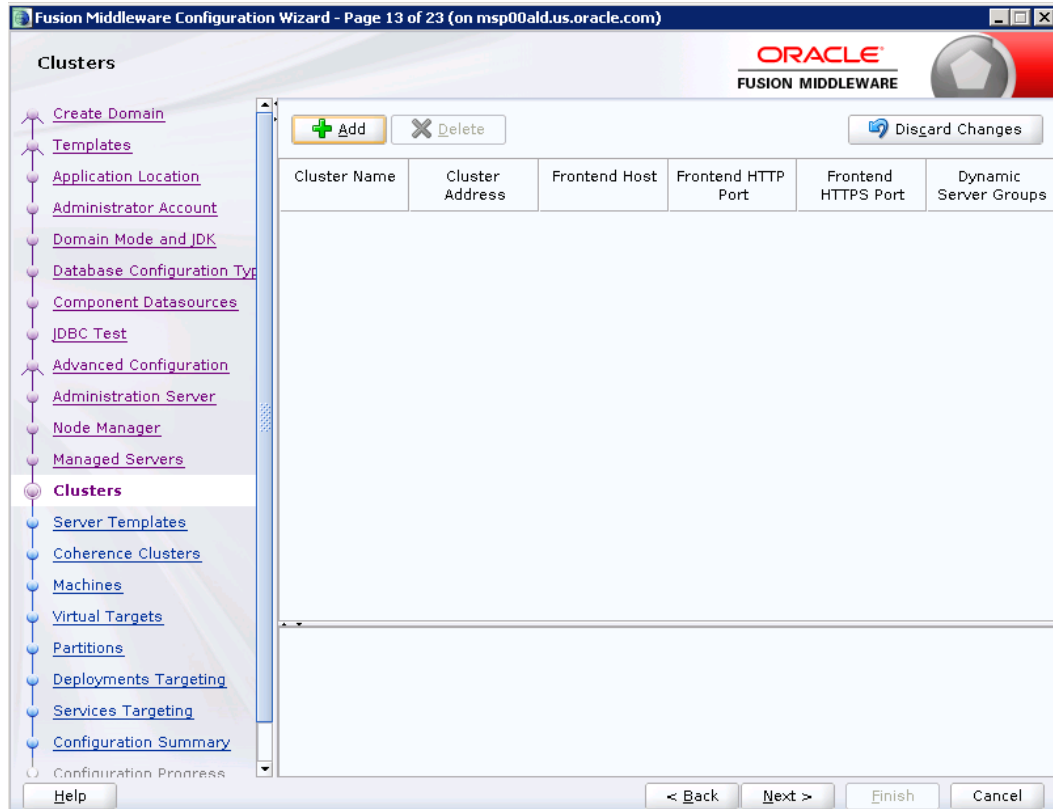 Fusion Middleware Configuration Wizard - Page 13 of 23 (on msp00ald.us.oracle.com)
Clusters
ORACLE
FUSION MIDDLEWARE
Create Domain
Templates
Application Location
Administrator Account
Domain Mode and JDK
Database Configuration Typ
Component Datasources
JDBC Test
Advanced Configuration
Administration Server
Node Manager
Managed Servers
Clusters
Server Templates
Coherence Clusters
Machines
Virtual Targets
Partitions
Deployments Targeting
Services Targeting
Configuration Summary
Configuration Progress
Add Delete Discard Changes
Cluster Name Cluster Address Frontend Host Frontend HTTP Port Frontend HTTPS Port Dynamic Server Groups
Help < Back Next > Finish Cancel